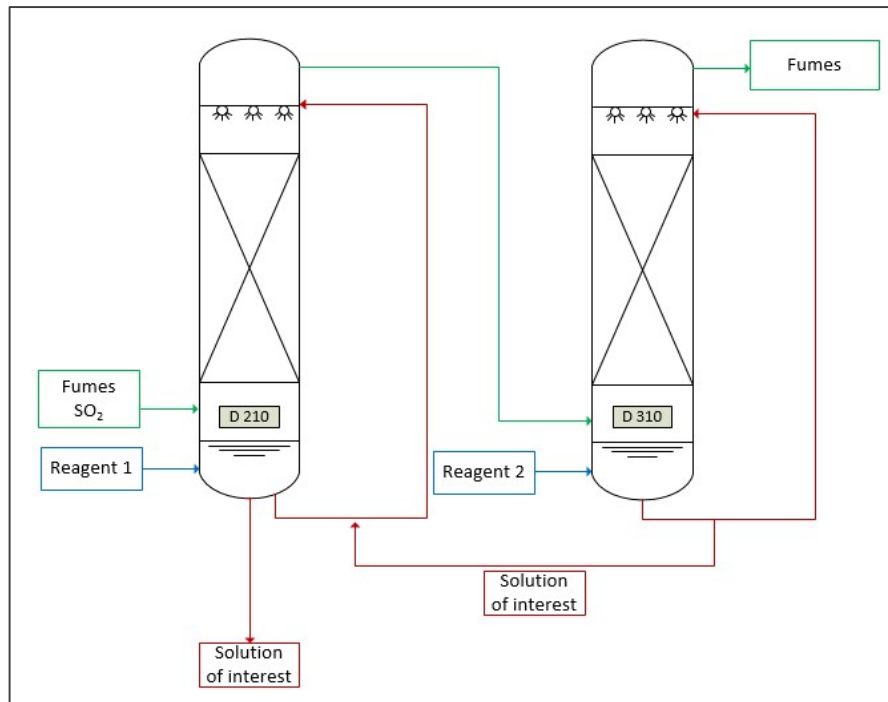 Fumes
Fumes
SO₂
D 210
D 310
Reagent 1
Reagent 2
Solution
of interest
Solution
of interest